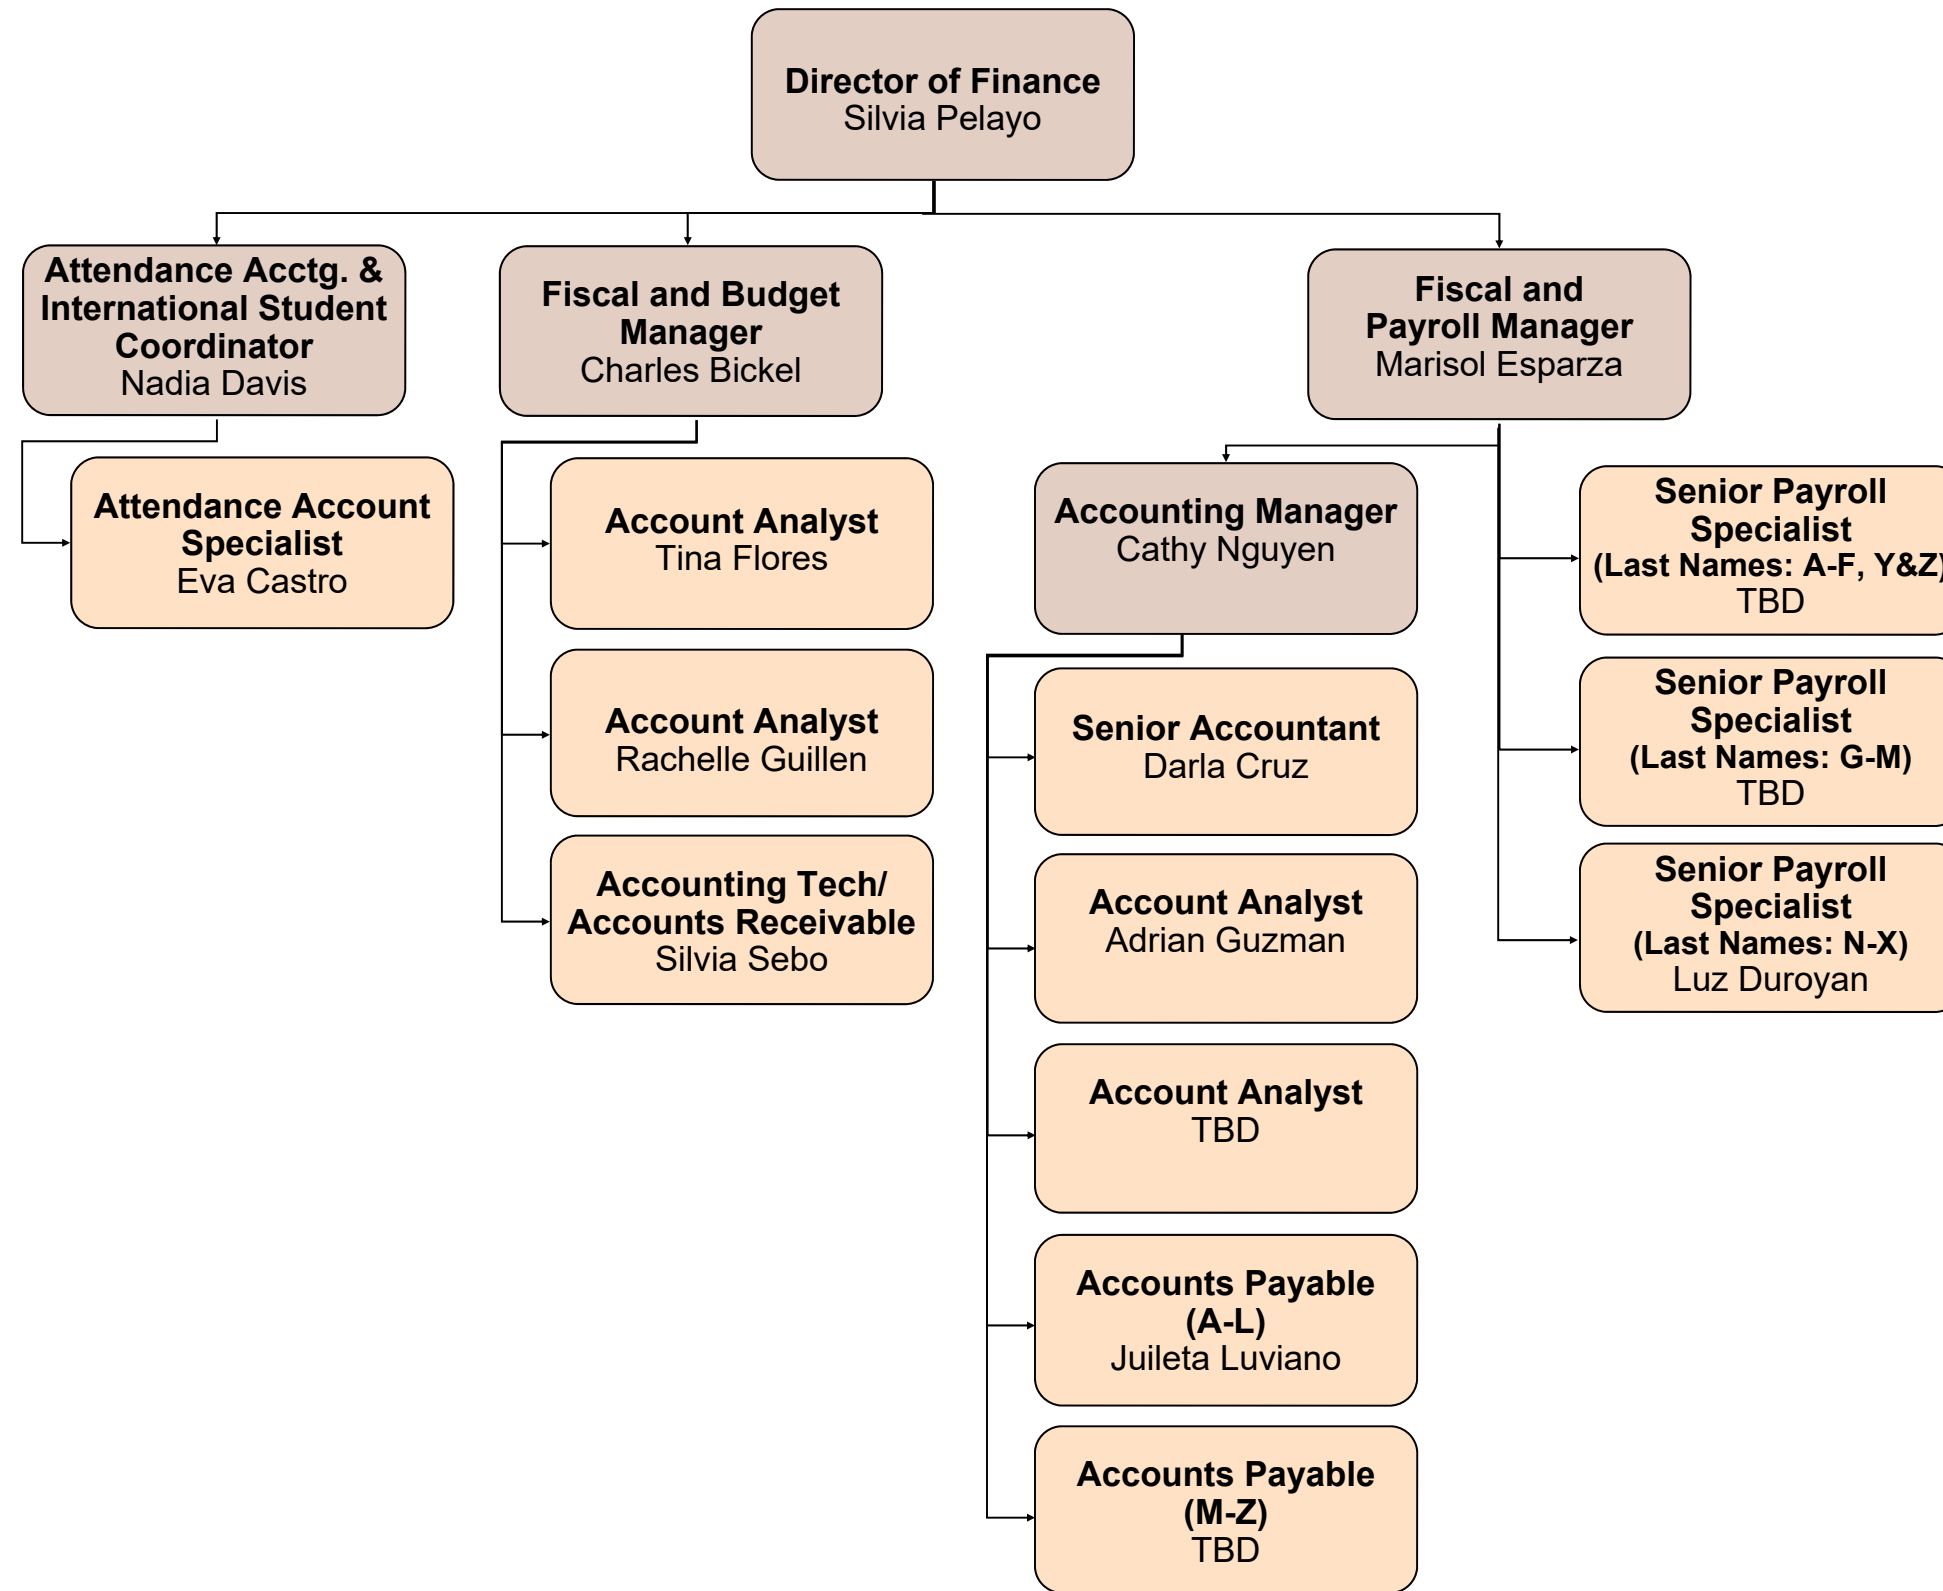 Director of Finance
Silvia Pelayo
Attendance Acctg. &
International Student
Coordinator
Nadia Davis
Fiscal and Budget
Manager
Charles Bickel
Fiscal and
Payroll Manager
Marisol Esparza
Attendance Account
Specialist
Eva Castro
Account Analyst
Tina Flores
Account Analyst
Rachelle Guillen
Accounting Tech/
Accounts Receivable
Silvia Sebo
Accounting Manager
Cathy Nguyen
Senior Accountant
Darla Cruz
Account Analyst
Adrian Guzman
Account Analyst
TBD
Accounts Payable
(A-L)
Juileta Luviano
Accounts Payable
(M-Z)
TBD
Senior Payroll
Specialist
(Last Names: A-F, Y&Z)
TBD
Senior Payroll
Specialist
(Last Names: G-M)
TBD
Senior Payroll
Specialist
(Last Names: N-X)
Luz Duroyan